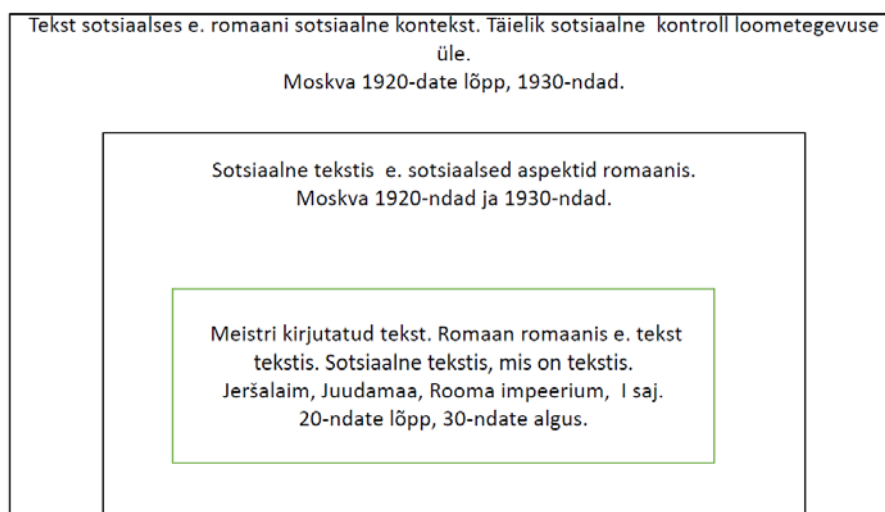 Tekst sotsiaalses e. romaani sotsiaalne kontekst. Täielik sotsiaalne kontroll loometegevuse
üle.
Moskva 1920-date lõpp, 1930-ndad.
Sotsiaalne tekstis e. sotsiaalsed aspektid romaanis.
Moskva 1920-ndad ja 1930-ndad.
Meistri kirjutatud tekst. Romaan romaanis e. tekst
tekstis. Sotsiaalne tekstis, mis on tekstis.
Jeršalaim, Juudamaa, Rooma impeerium, I saj.
20-ndate lõpp, 30-ndate algus.